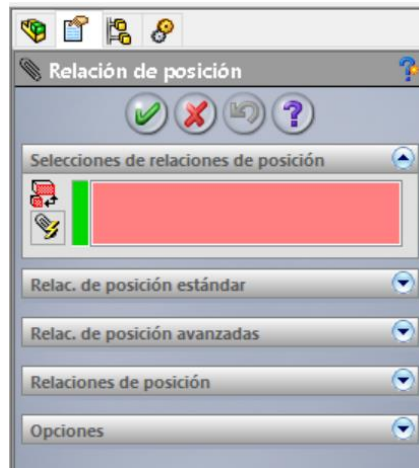 Relación de posición
?
?
Selecciones de relaciones de posición
Relac. de posición estándar
Relac. de posición avanzadas
Relaciones de posición
Opciones